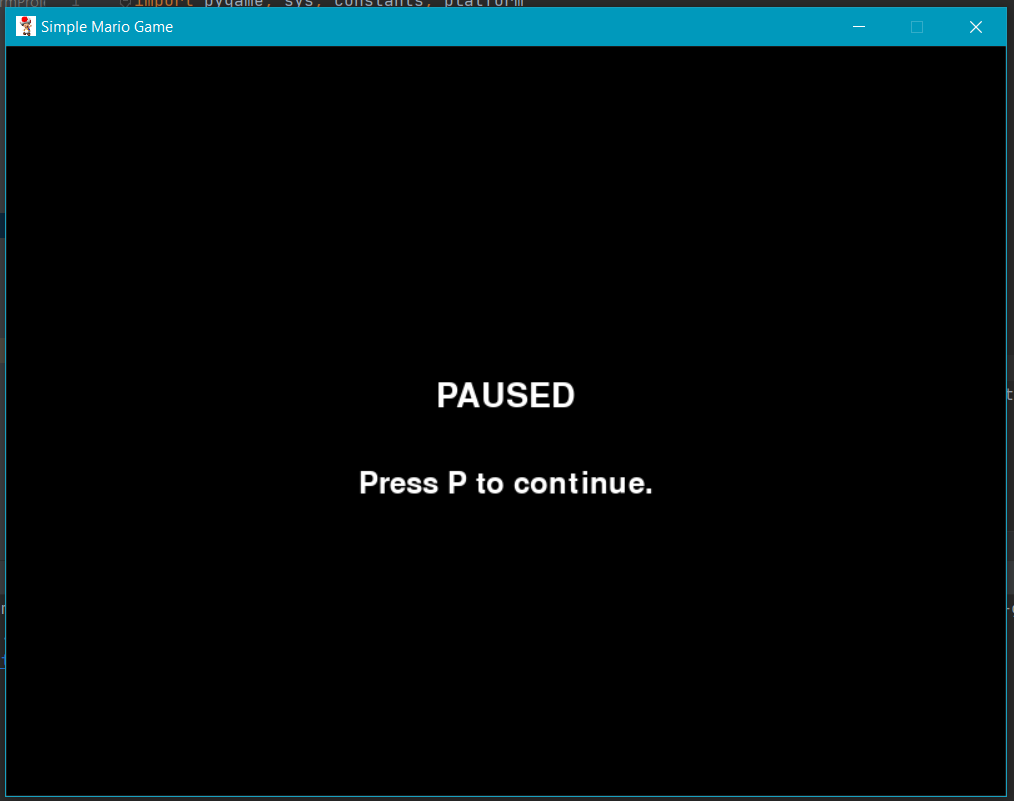 import pygame, sys, constants, platform
Simple Mario Game
PAUSED
Press P to continue.